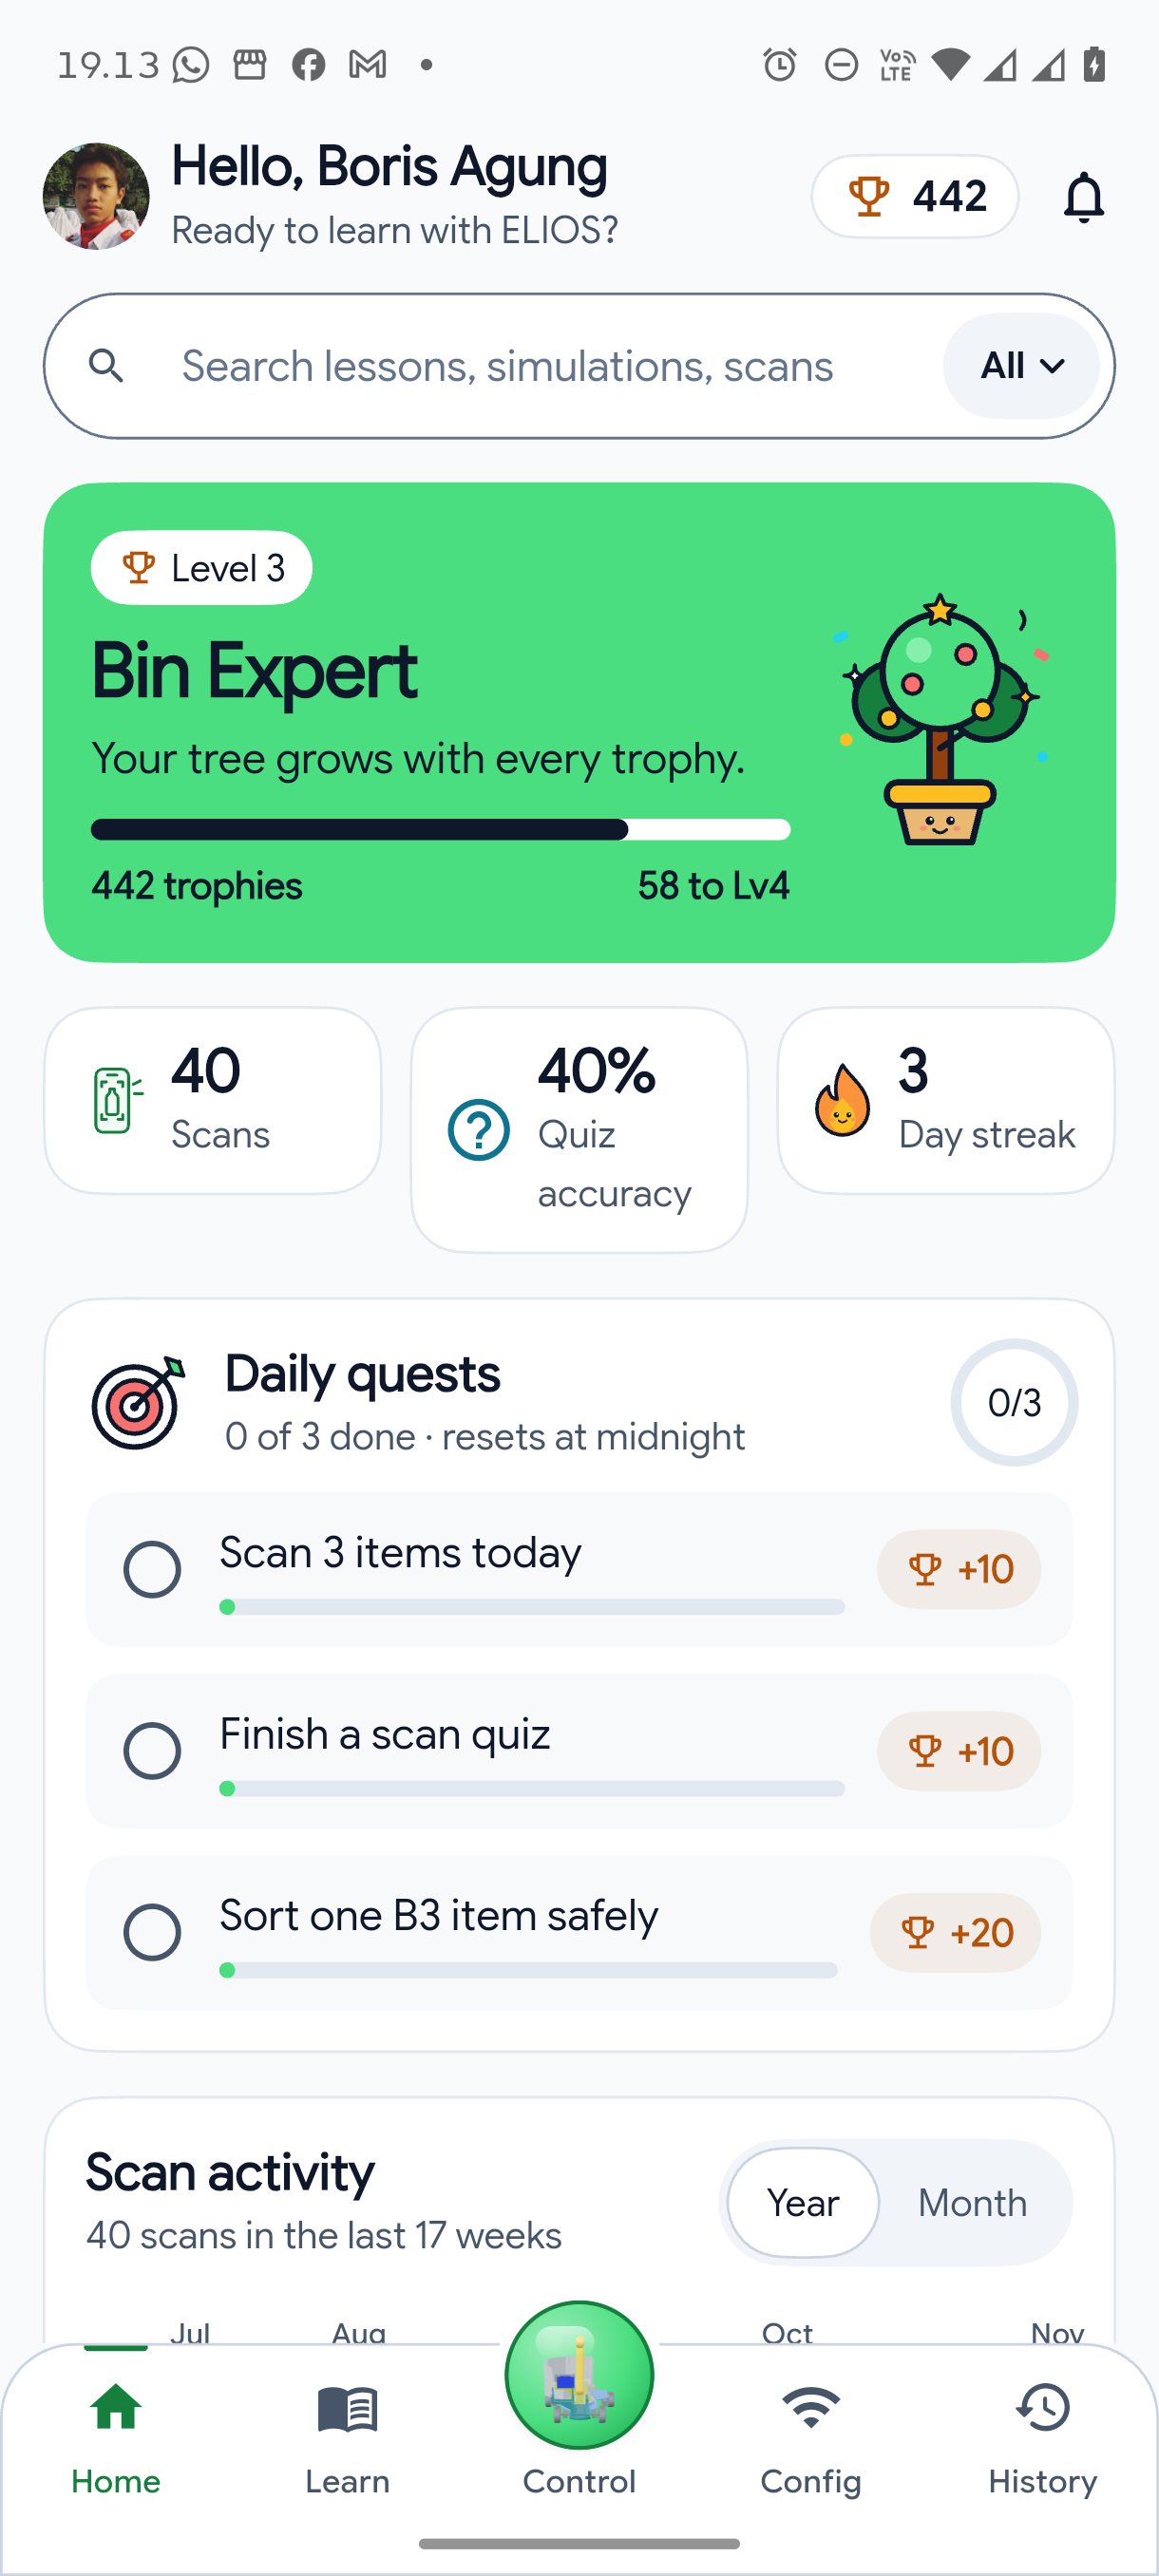 19.13
VoLTE
Hello, Boris Agung
Ready to learn with ELIOS?
442
Search lessons, simulations, scans
All
Level 3
Bin Expert
Your tree grows with every trophy.
442 trophies
58 to Lv4
40
Scans
40%
Quiz
accuracy
3
Day streak
Daily quests
0 of 3 done · resets at midnight
0/3
Scan 3 items today
+10
Finish a scan quiz
+10
Sort one B3 item safely
+20
Scan activity
40 scans in the last 17 weeks
Year
Month
Jul
Aug
Oct
Nov
Home
Learn
Control
Config
History